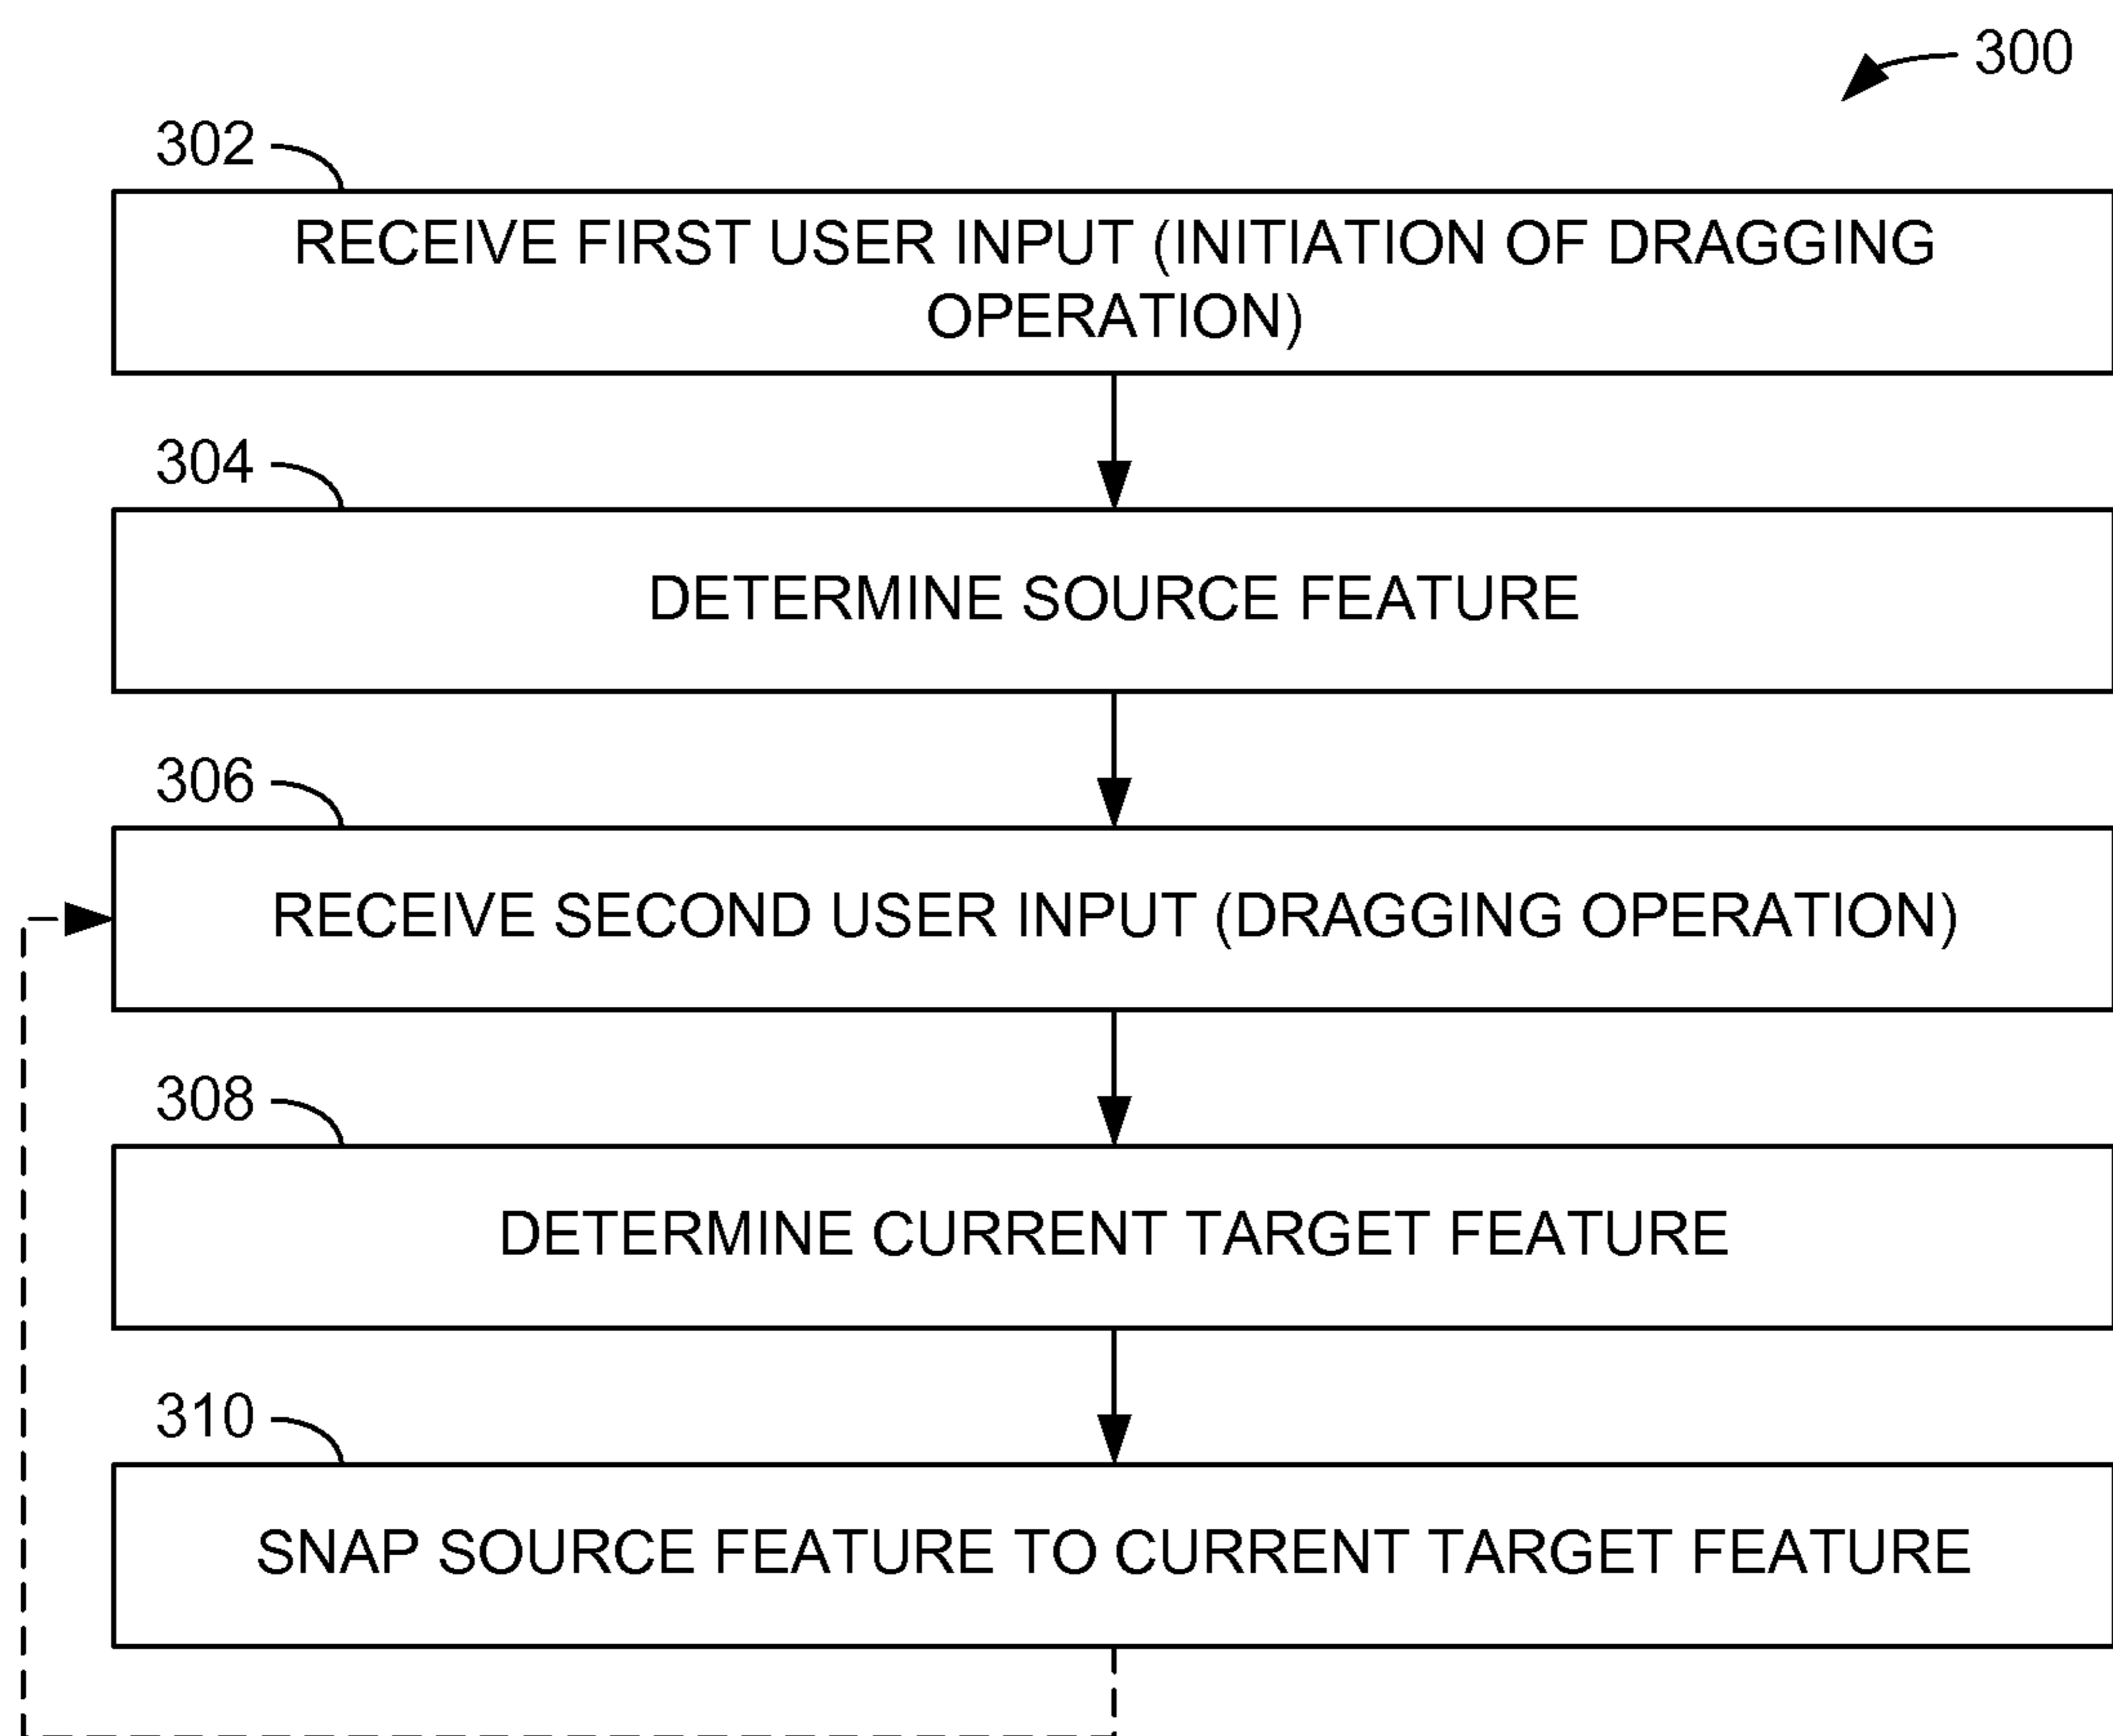 300
302
RECEIVE FIRST USER INPUT (INITIATION OF DRAGGING
OPERATION)
304
DETERMINE SOURCE FEATURE
306
RECEIVE SECOND USER INPUT (DRAGGING OPERATION)
308
DETERMINE CURRENT TARGET FEATURE
310
SNAP SOURCE FEATURE TO CURRENT TARGET FEATURE